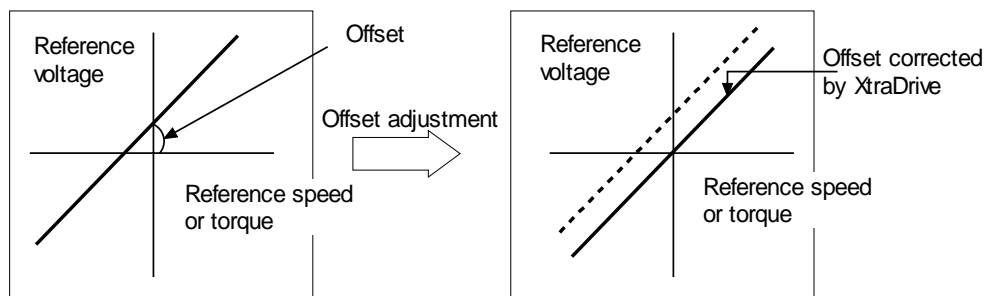 Reference
voltage
Offset
Reference speed
or torque
Offset adjustment
Reference
voltage
Offset corrected
by XtraDrive
Reference speed
or torque